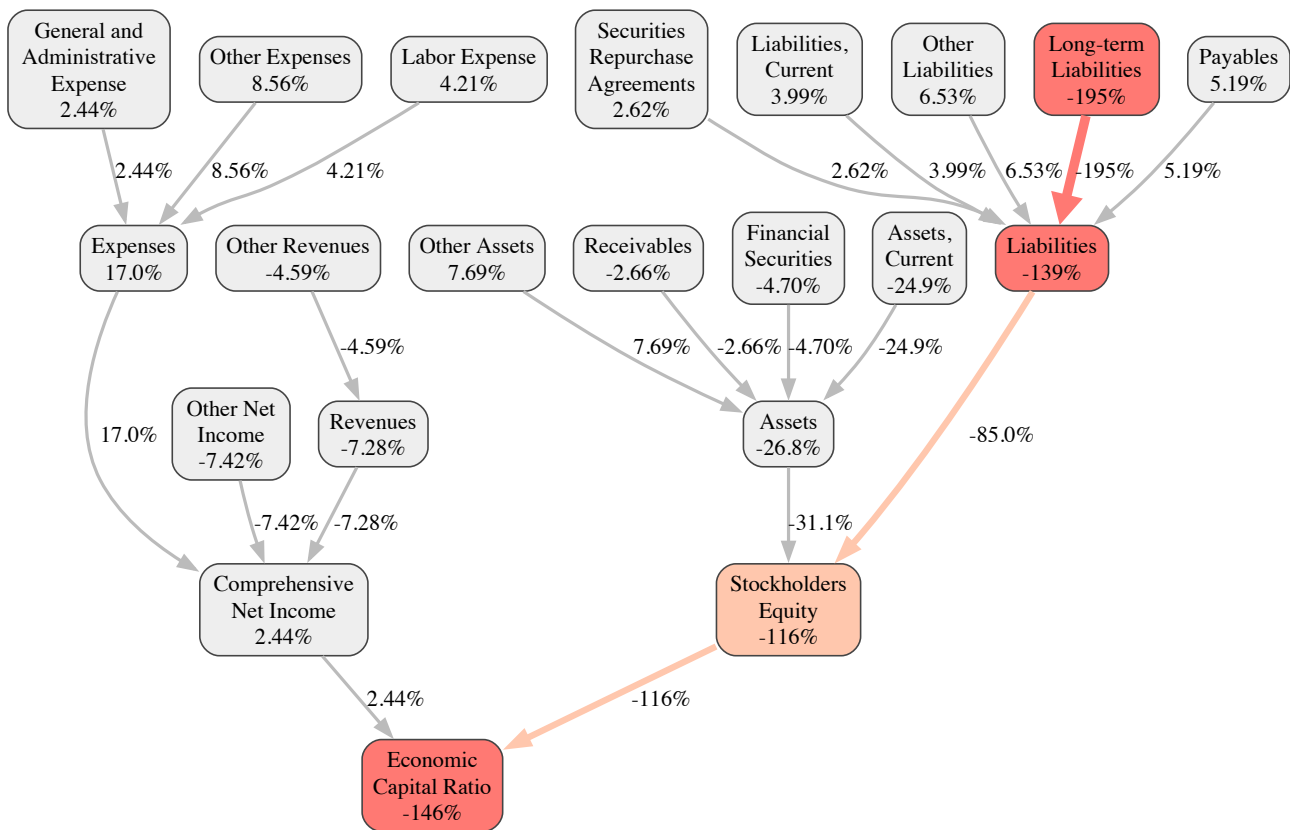 General and
Administrative
Expense
2.44%
Other Expenses
8.56%
Labor Expense
4.21%
Securities
Repurchase
Agreements
2.62%
Liabilities,
Current
3.99%
Other
Liabilities
6.53%
Long-term
Liabilities
-195%
Payables
5.19%
2.44%
8.56%
4.21%
2.62%
3.99%
6.53%
-195%
5.19%
Expenses
17.0%
Other Revenues
-4.59%
Other Assets
7.69%
Receivables
-2.66%
Financial
Securities
-4.70%
Assets,
Current
-24.9%
Liabilities
-139%
-4.59%
7.69%
-2.66%
-4.70%
-24.9%
17.0%
Other Net
Income
-7.42%
Revenues
-7.28%
Assets
-26.8%
-85.0%
-7.42%
-7.28%
-31.1%
Comprehensive
Net Income
2.44%
Stockholders
Equity
-116%
2.44%
-116%
Economic
Capital Ratio
-146%